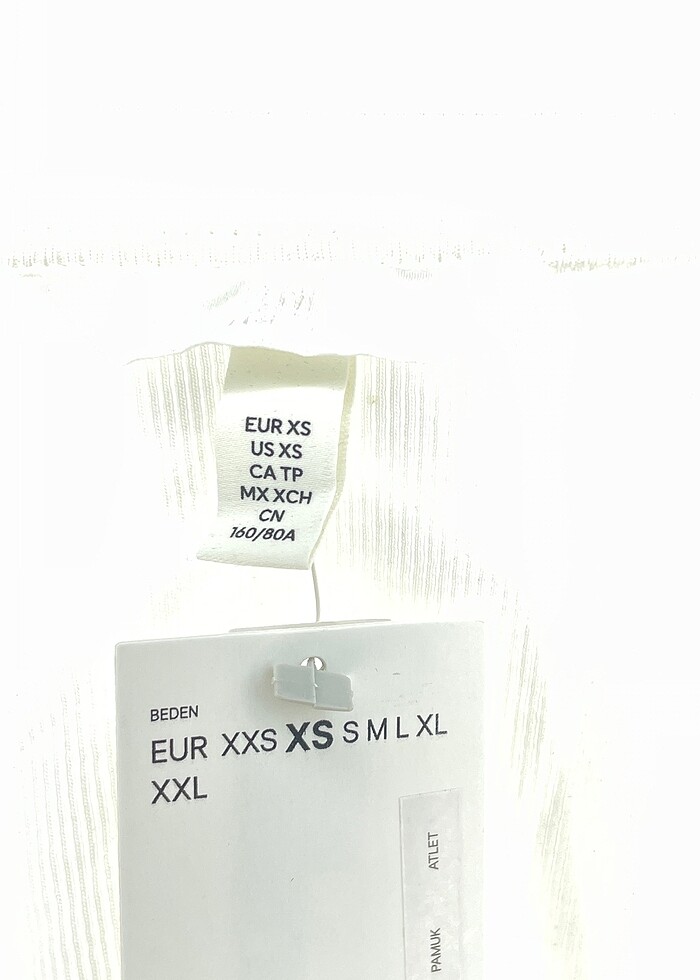 EUR XS
US XS
CA TP
MX XCH
CN
160/80A
BEDEN
EUR XXS XS S M L XL
XXL
ATLET
PAMUK